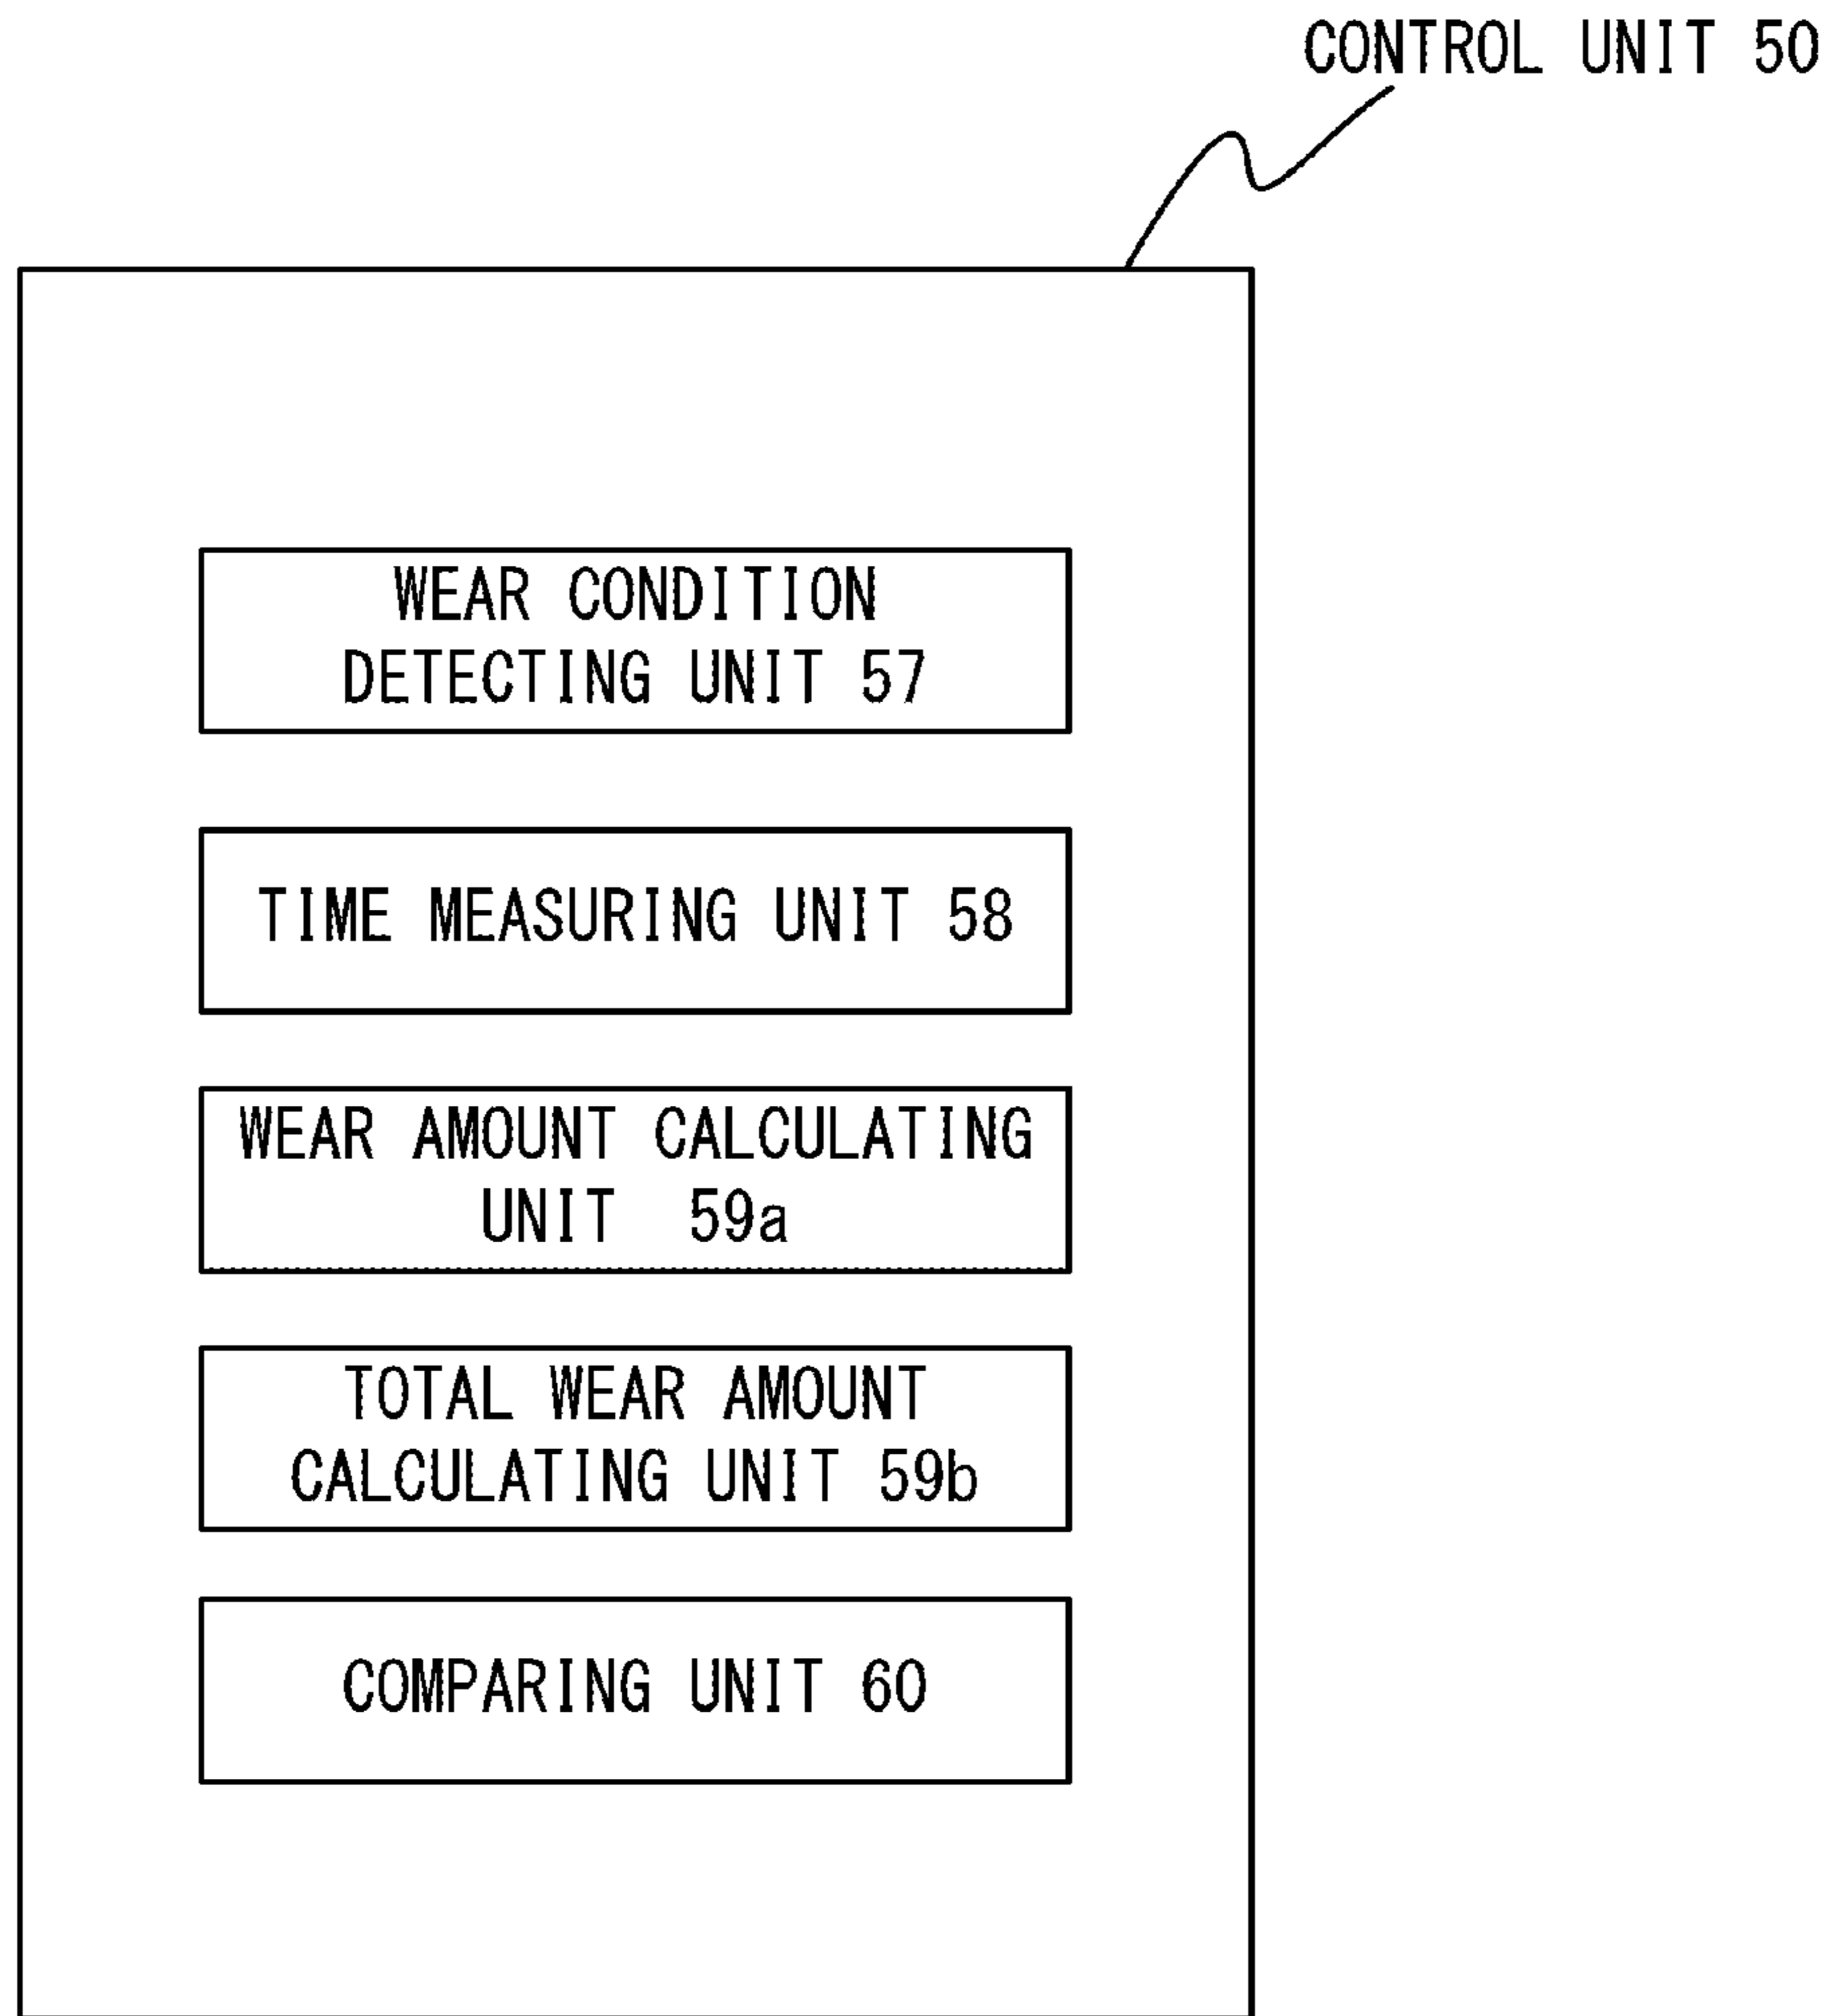 CONTROL UNIT 50
WEAR CONDITION
DETECTING UNIT 57
TIME MEASURING UNIT 58
WEAR AMOUNT CALCULATING
UNIT 59a
TOTAL WEAR AMOUNT
CALCULATING UNIT 59b
COMPARING UNIT 60